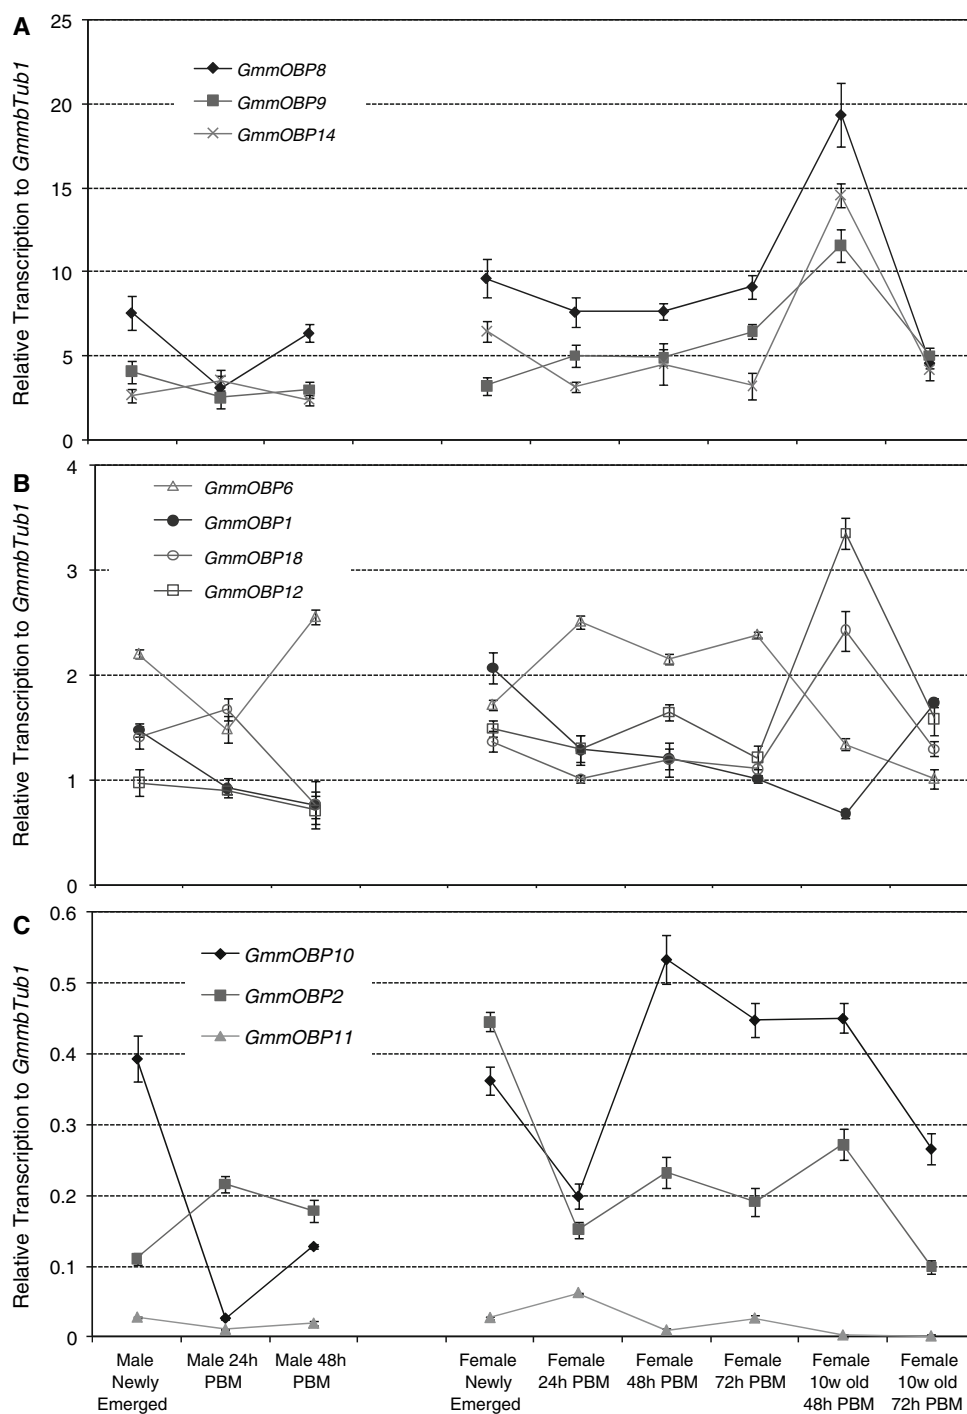 A
Relative Transcription to GmmbTub1
25
20
15
10
5
0
GmmOBP8
GmmOBP9
GmmOBP14
B
Relative Transcription to GmmbTub1
4
3
2
1
0
GmmOBP6
GmmOBP1
GmmOBP18
GmmOBP12
C
Relative Transcription to GmmbTub1
0.6
0.5
0.4
0.3
0.2
0.1
0
GmmOBP10
GmmOBP2
GmmOBP11
Male
Newly
Emerged
Male 24h
PBM
Male 48h
PBM
Female
Newly
Emerged
Female
24h PBM
Female
48h PBM
Female
72h PBM
Female
10w old
48h PBM
Female
10w old
72h PBM